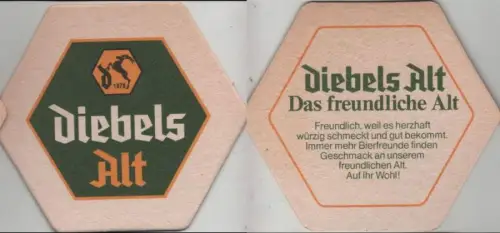 1878
Diebels
Alt
Diebels Alt
Das freundliche Alt
Freundlich, weil es herzhaft
würzig schmeckt und gut bekommt.
Immer mehr Bierfreunde finden
Geschmack an unserem
freundlichen Alt.
Auf Ihr Wohl!